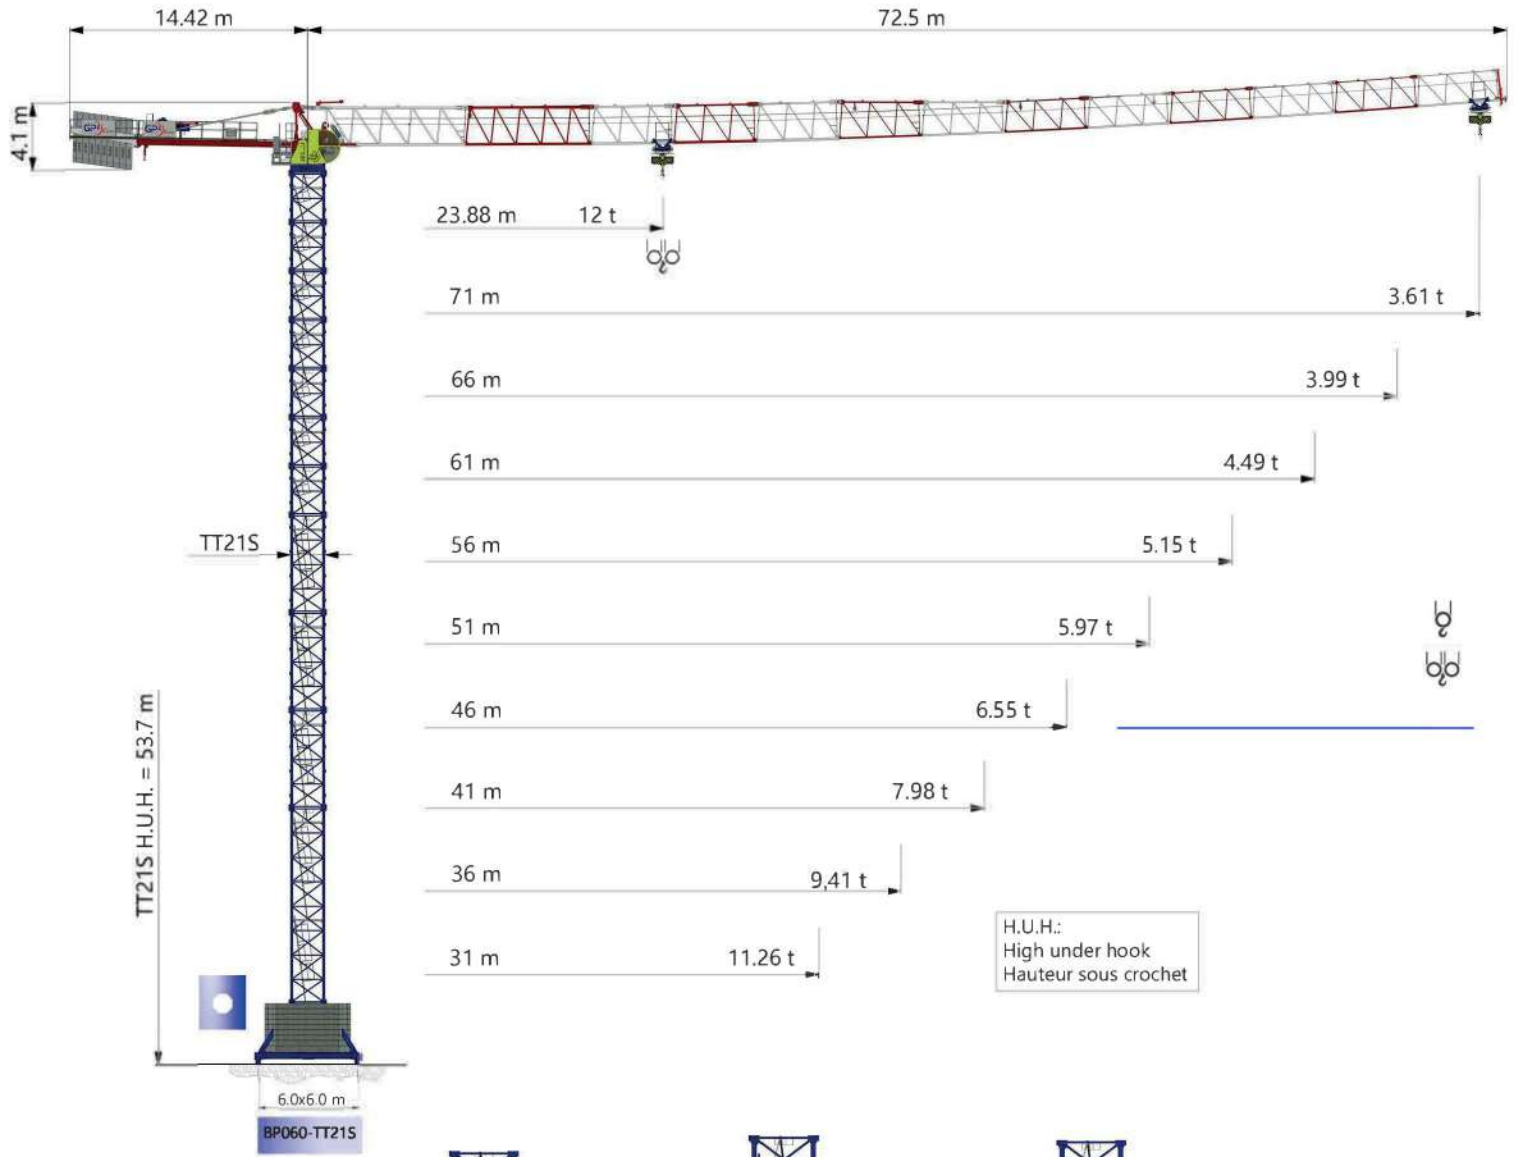 14.42 m
72.5 m
4.1 m
GP
GP
23.88 m 12 t
71 m 3.61 t
66 m 3.99 t
61 m 4.49 t
TT21S
56 m 5.15 t
51 m 5.97 t
46 m 6.55 t
TT21S H.U.H. = 53.7 m
41 m 7.98 t
36 m 9,41 t
31 m 11.26 t
H.U.H.:
High under hook
Hauteur sous crochet
6.0x6.0 m
BP060-TT21S